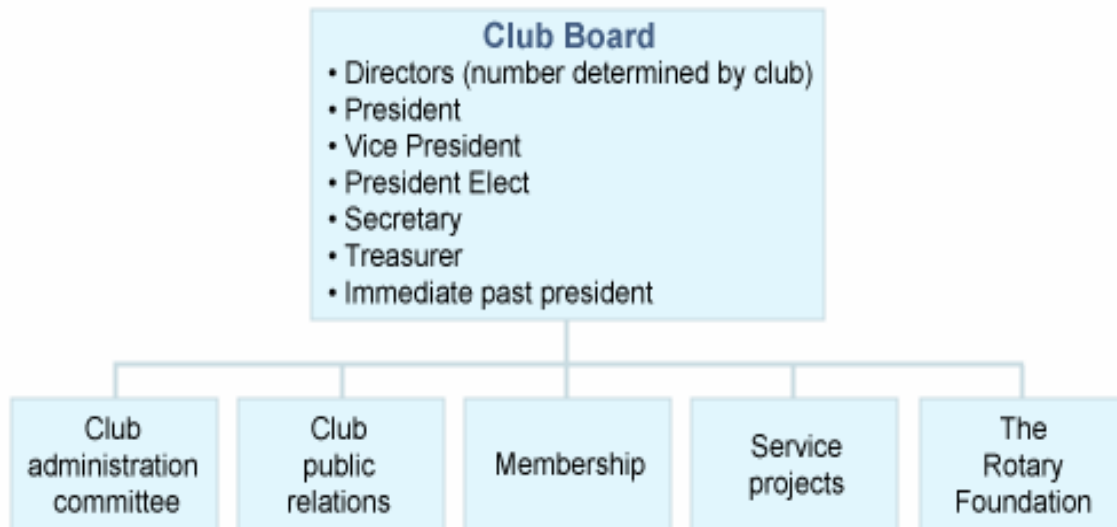 Club Board
• Directors (number determined by club)
• President
• Vice President
• President Elect
• Secretary
• Treasurer
• Immediate past president
Club
administration
committee
Club
public
relations
Membership
Service
projects
The
Rotary
Foundation